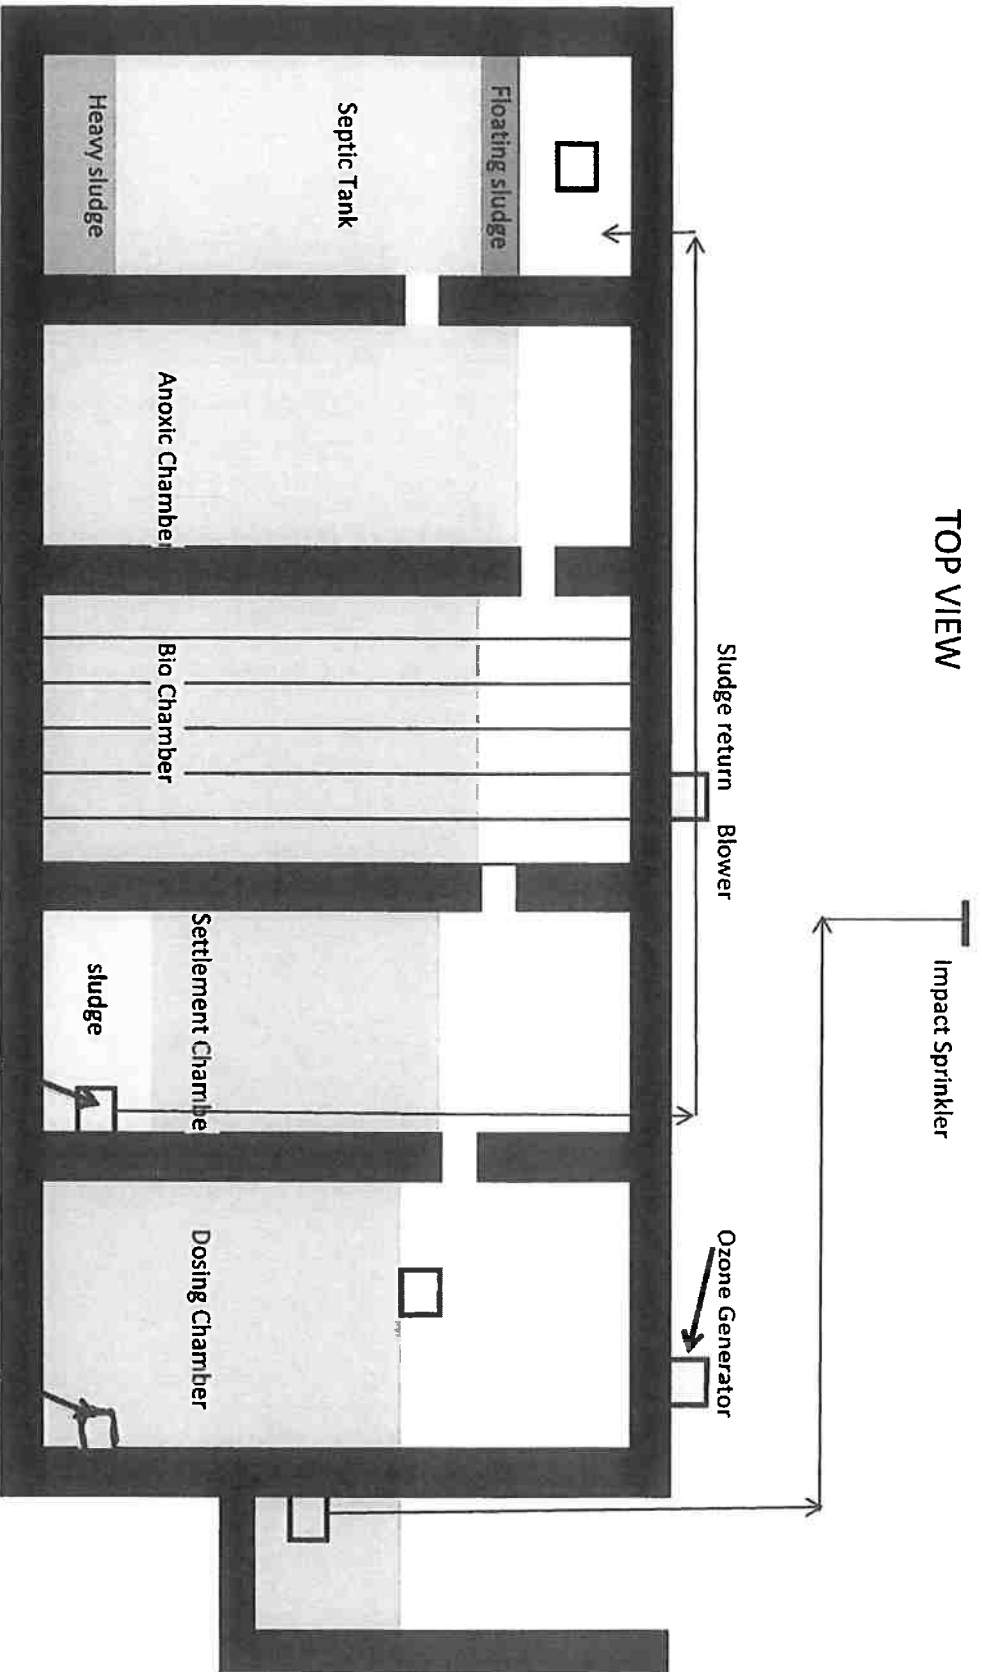 TOP VIEW
Impact Sprinkler
Sludge return
Blower
Ozone Generator
Floating sludge
Septic Tank
Heavy sludge
Anoxic Chamber
Bio Chamber
Settlement Chambe
sludge
Dosing Chamber